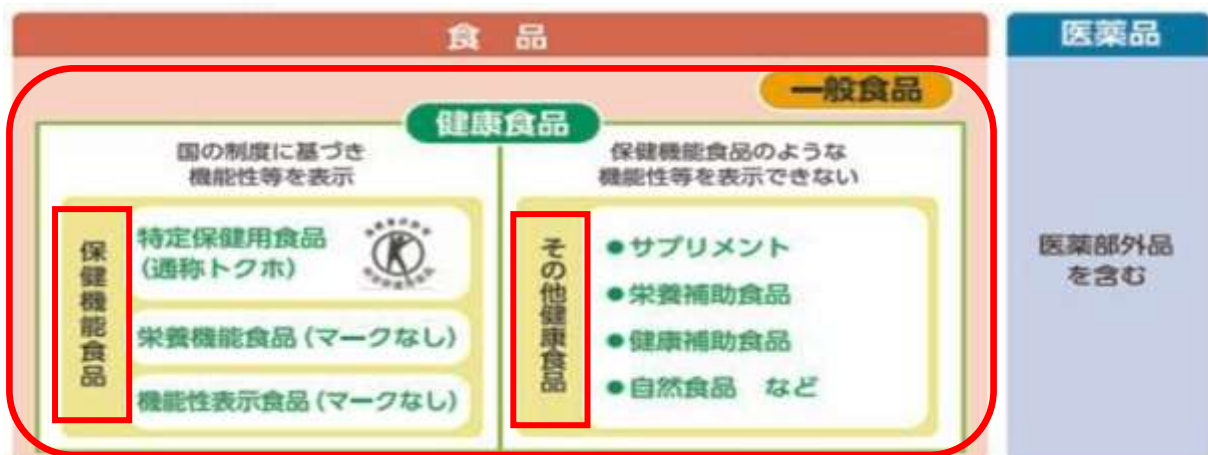 食 品
医薬品
一般食品
健康食品
国の制度に基づき
機能性等を表示
保健機能食品のような
機能性等を表示できない
保健機能食品
特定保健用食品
(通称トクホ)
栄養機能食品(マークなし)
機能性表示食品(マークなし)
その他健康食品
●サプリメント
●栄養補助食品
●健康補助食品
●自然食品 など
医薬部外品
を含む